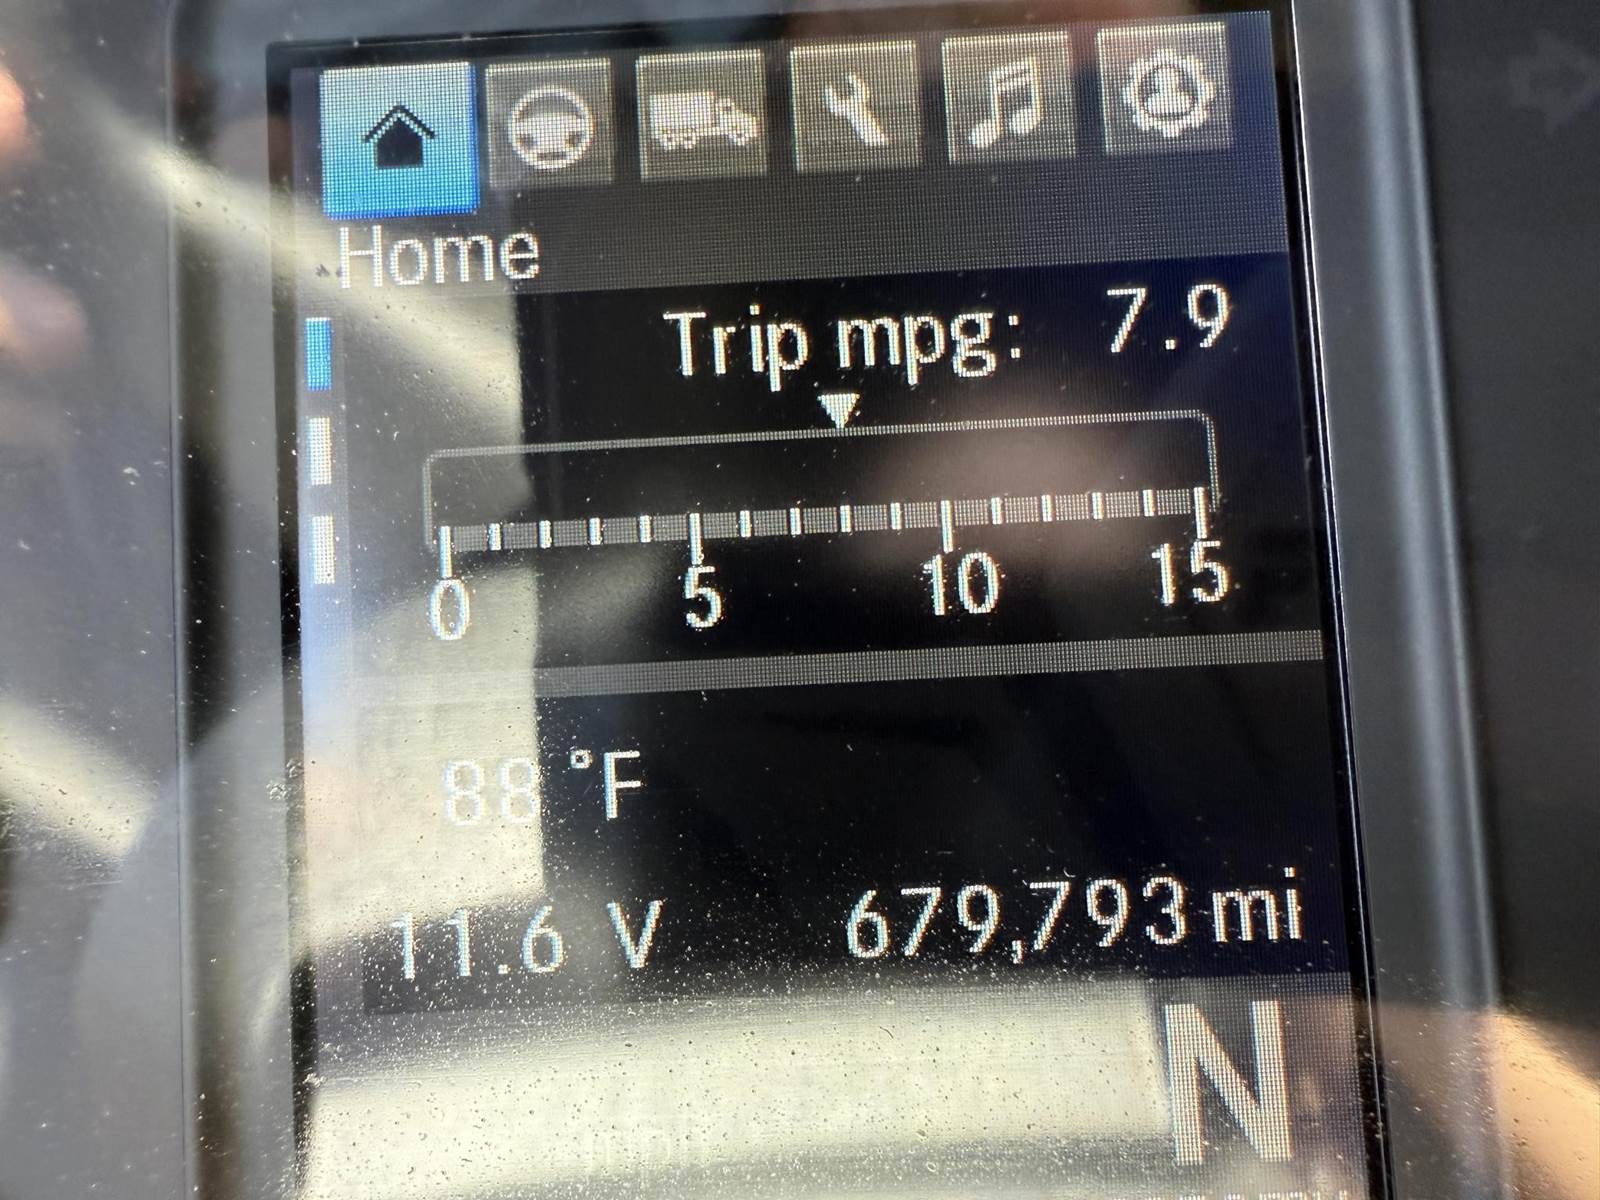 Home
Trip mpg: 7.9
0 5 10 15
88 °F
11.6 V 679,793 mi
N